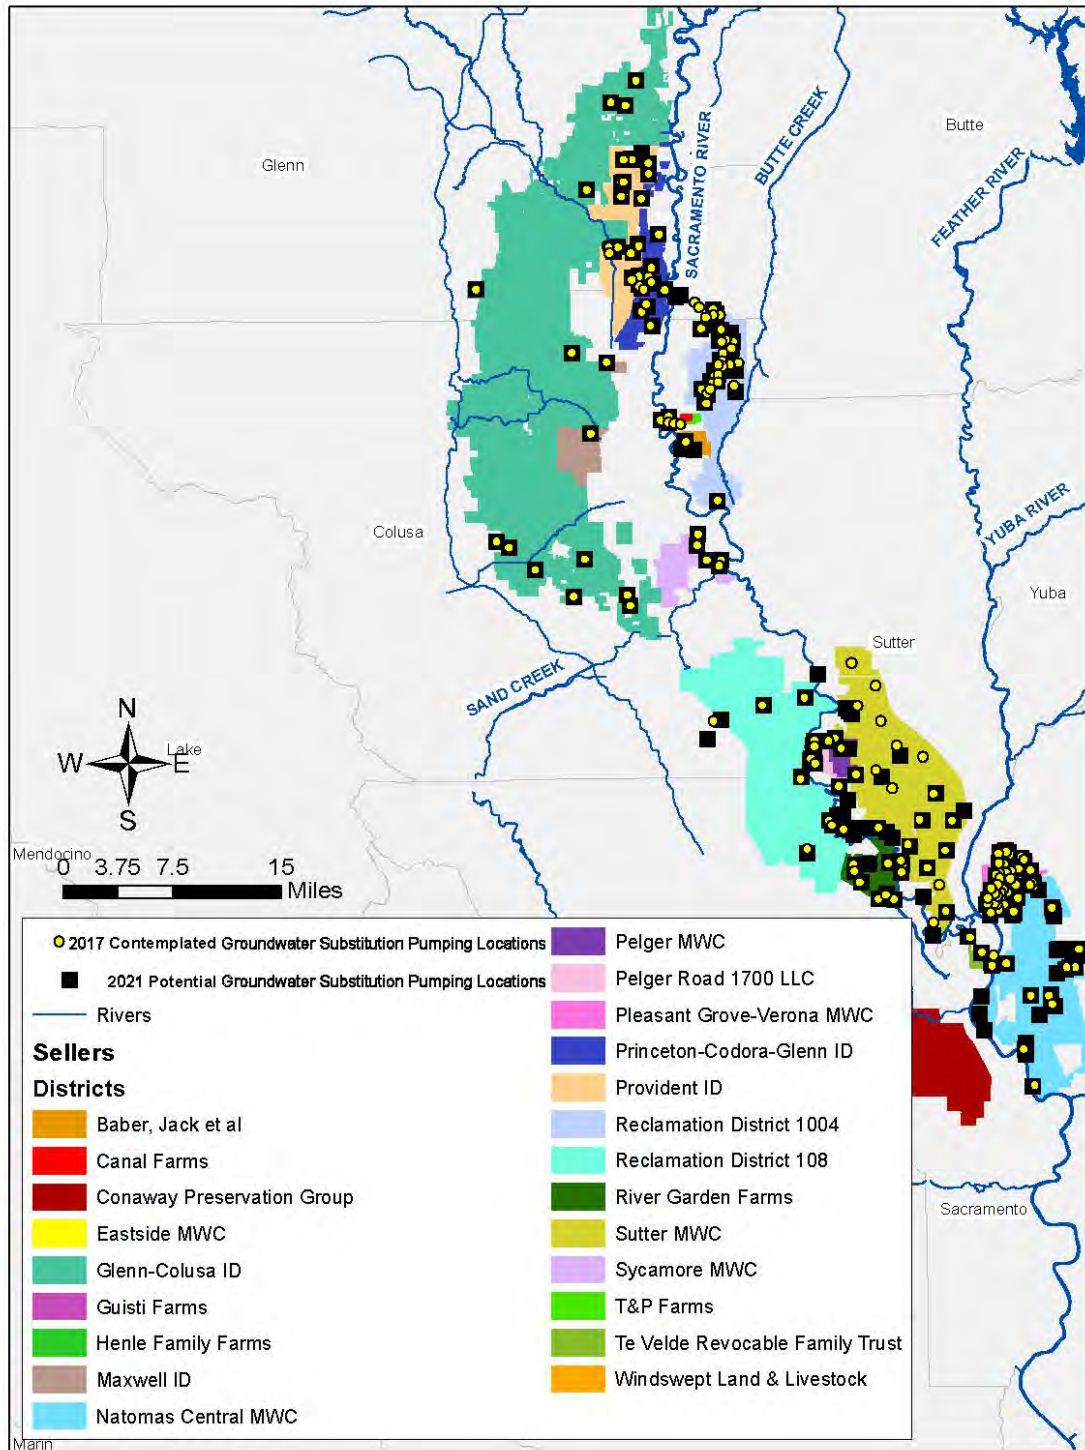 Butte
Glenn
SACRAMENTO RIVER
BUTTE CREEK
FEATHER RIVER
YUBA RIVER
Colusa
Yuba
Sutter
SAND CREEK
N
Lake
W E
S
Mendocino
0 3.75 7.5 15
Miles
2017 Contemplated Groundwater Substitution Pumping Locations
2021 Potential Groundwater Substitution Pumping Locations
Rivers
Sellers
Districts
Baber, Jack et al
Canal Farms
Conaway Preservation Group
Eastside MWC
Glenn-Colusa ID
Guisti Farms
Henle Family Farms
Maxwell ID
Natomas Central MWC
Pelger MWC
Pelger Road 1700 LLC
Pleasant Grove-Verona MWC
Princeton-Codora-Glenn ID
Provident ID
Reclamation District 1004
Reclamation District 108
River Garden Farms
Sutter MWC
Sycamore MWC
T&P Farms
Te Velde Revocable Family Trust
Windswept Land & Livestock
Sacramento
Marin